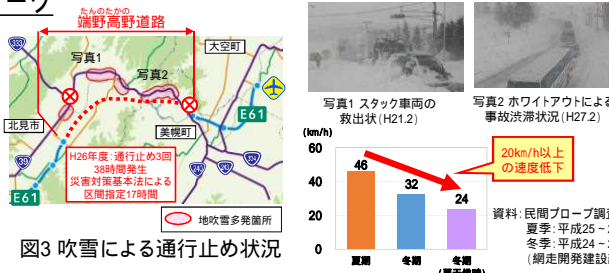 たんのたかの
端野高野道路
333
大空町
写真1
写真2
E61
北見市
美幌町
39
H26年度:通行止め3回
38時間発生
災害対策基本法による
区間指定17時間
E61
地吹雪多発箇所
図3 吹雪による通行止め状況
写真1 スタック車両の
救出状(H21.2)
写真2 ホワイトアウトによる
事故渋滞状況(H27.2)
(km/h)
60
40
20
0
46
32
24
20km/h以上
の速度低下
夏期
冬期
冬期
資料:民間プローブ調査
夏季:平成25~
冬季:平成24~
(網走開発建設